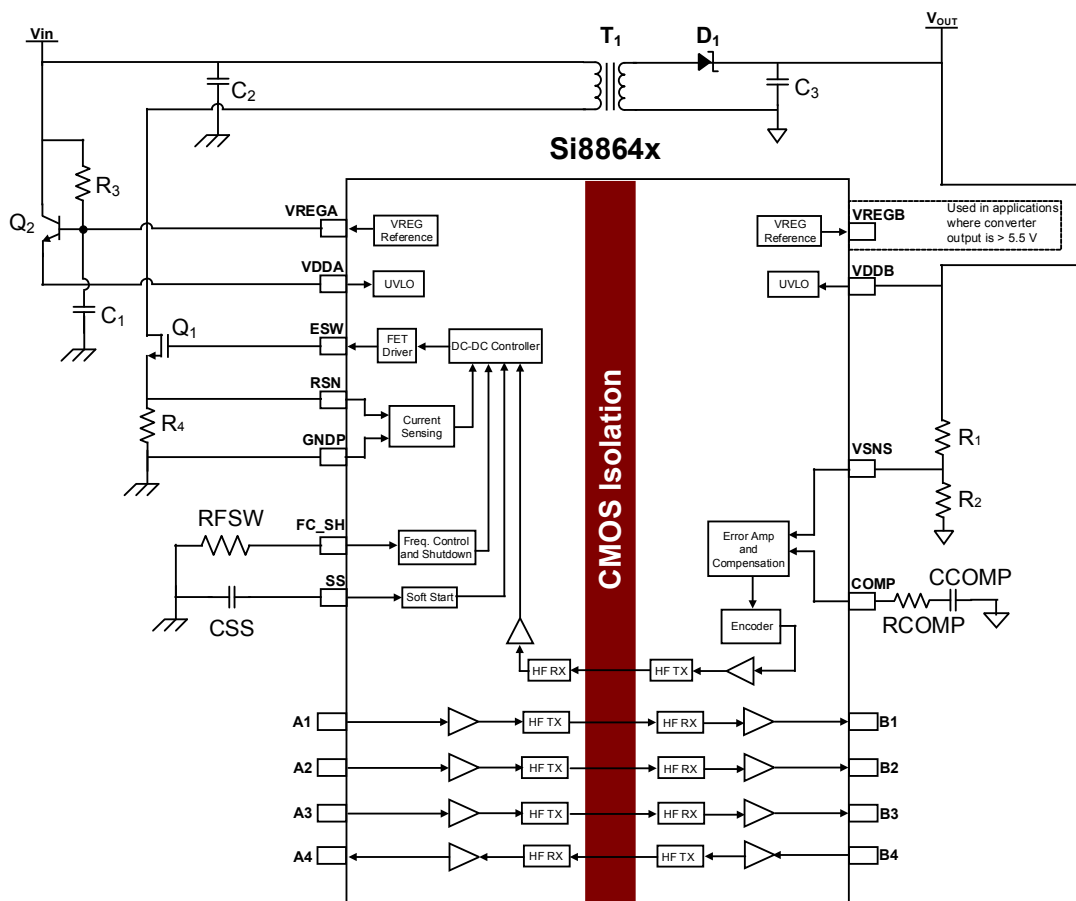 Vin
VOUT
T1
D1
C2
C3
Si8864x
R3
VREGA
VREG
Reference
VREG
Reference
VREGB
Used in applications
where converter
output is > 5.5 V
Q2
VDDA
UVLO
UVLO
VDDB
C1
Q1
ESW
FET
Driver
DC-DC Controller
RSN
R4
Current
Sensing
GNDP
CMOS Isolation
R1
VSNS
R2
RFSW
FC_SH
Freq. Control
and Shutdown
Error Amp
and
Compensation
SS
Soft Start
CSS
COMP
CCOMP
RCOMP
Encoder
HF RX
HF TX
A1
HF TX
HF RX
B1
A2
HF TX
HF RX
B2
A3
HF TX
HF RX
B3
A4
HF RX
HF TX
B4